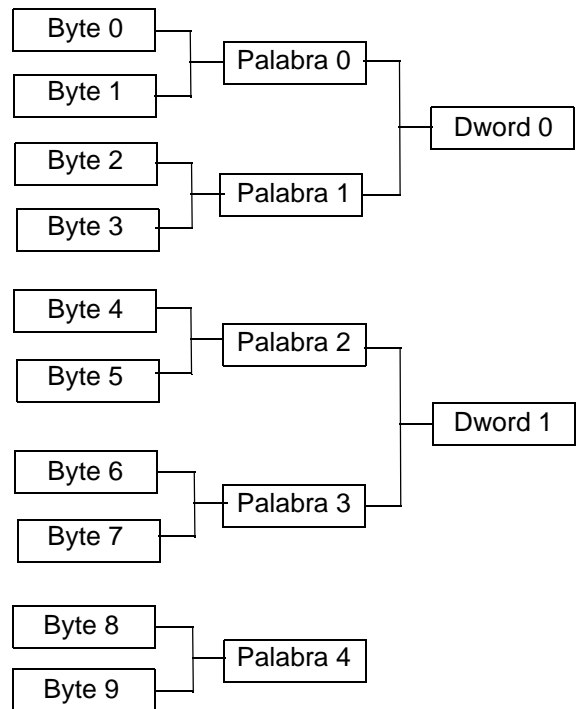 Byte 0
Palabra 0
Byte 1
Dword 0
Byte 2
Palabra 1
Byte 3
Byte 4
Palabra 2
Byte 5
Dword 1
Byte 6
Palabra 3
Byte 7
Byte 8
Palabra 4
Byte 9